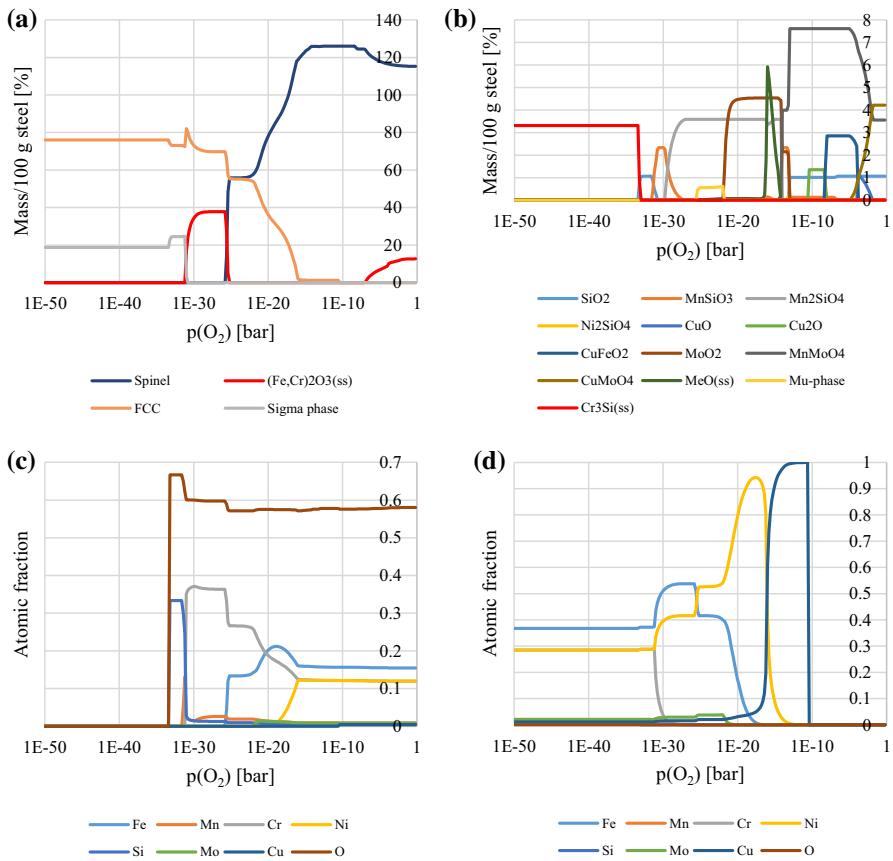 (a)
Mass/100 g steel [%]
140
120
100
80
60
40
20
0
1E-50 1E-40 1E-30 1E-20 1E-10 1
p(O2) [bar]
Spinel (Fe,Cr)2O3(ss)
FCC Sigma phase
(b)
Mass/100 g steel [%]
8
7
6
5
4
3
2
1
0
1E-50 1E-40 1E-30 1E-20 1E-10 1
p(O2) [bar]
SiO2 MnSiO3 Mn2SiO4
Ni2SiO4 CuO Cu2O
CuFeO2 MoO2 MnMoO4
CuMoO4 MeO(ss) Mu-phase
Cr3Si(ss)
(c)
Atomic fraction
0.7
0.6
0.5
0.4
0.3
0.2
0.1
0
1E-50 1E-40 1E-30 1E-20 1E-10 1
p(O2) [bar]
Fe Mn Cr Ni
Si Mo Cu O
(d)
Atomic fraction
1
0.9
0.8
0.7
0.6
0.5
0.4
0.3
0.2
0.1
0
1E-50 1E-40 1E-30 1E-20 1E-10 1
p(O2) [bar]
Fe Mn Cr Ni
Si Mo Cu O